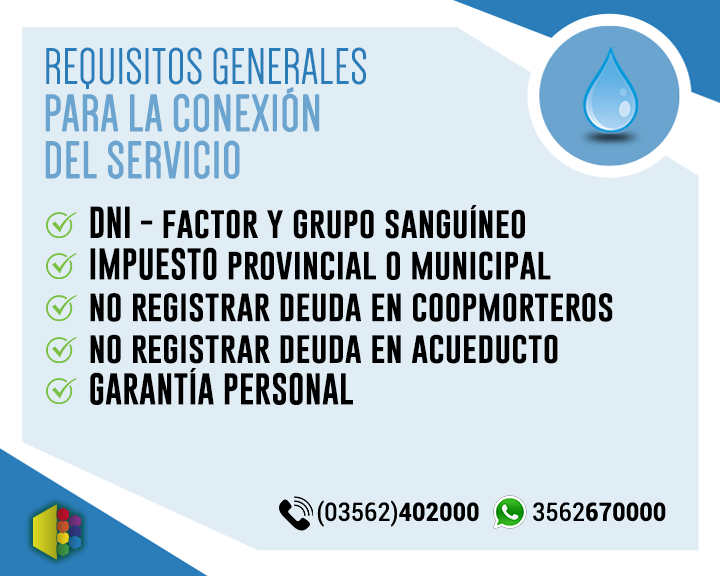 REQUISITOS GENERALES
PARA LA CONEXIÓN
DEL SERVICIO
DNI - FACTOR Y GRUPO SANGUÍNEO
IMPUESTO PROVINCIAL O MUNICIPAL
NO REGISTRAR DEUDA EN COOPMORTEROS
NO REGISTRAR DEUDA EN ACUEDUCTO
GARANTÍA PERSONAL
(03562)402000 3562670000